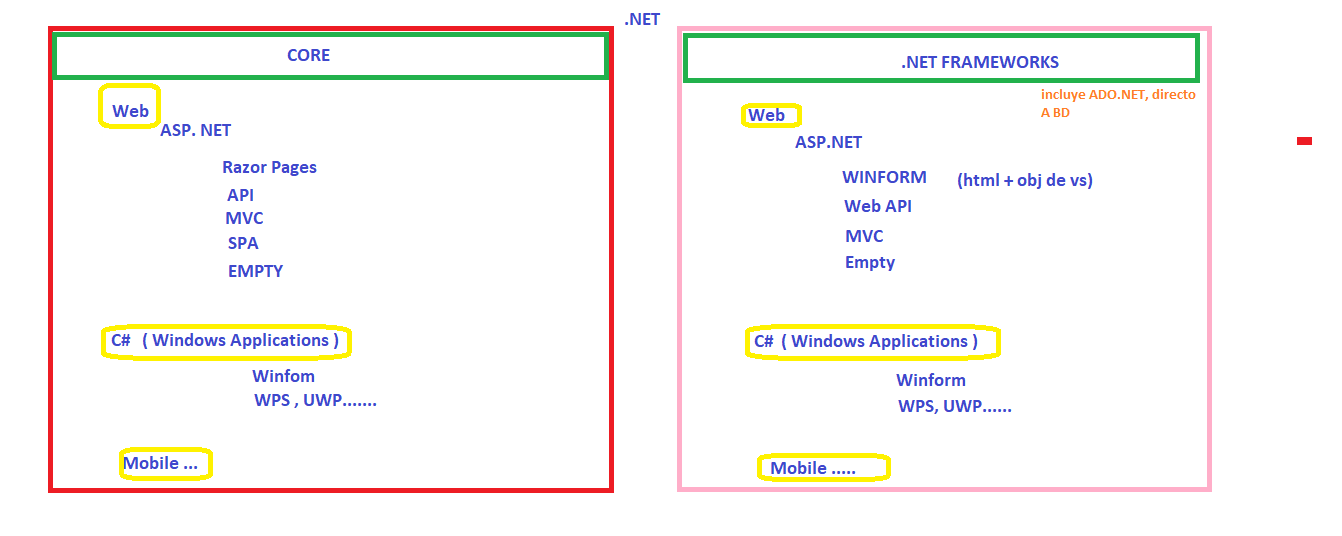 .NET
CORE
Web
ASP. NET
Razor Pages
API
MVC
SPA
EMPTY
C# ( Windows Applications )
Winfom
WPS , UWP.......
Mobile ...
.NET FRAMEWORKS
incluye ADO.NET, directo
A BD
Web
ASP.NET
WINFORM (html + obj de vs)
Web API
MVC
Empty
C# ( Windows Applications )
Winform
WPS, UWP......
Mobile .....